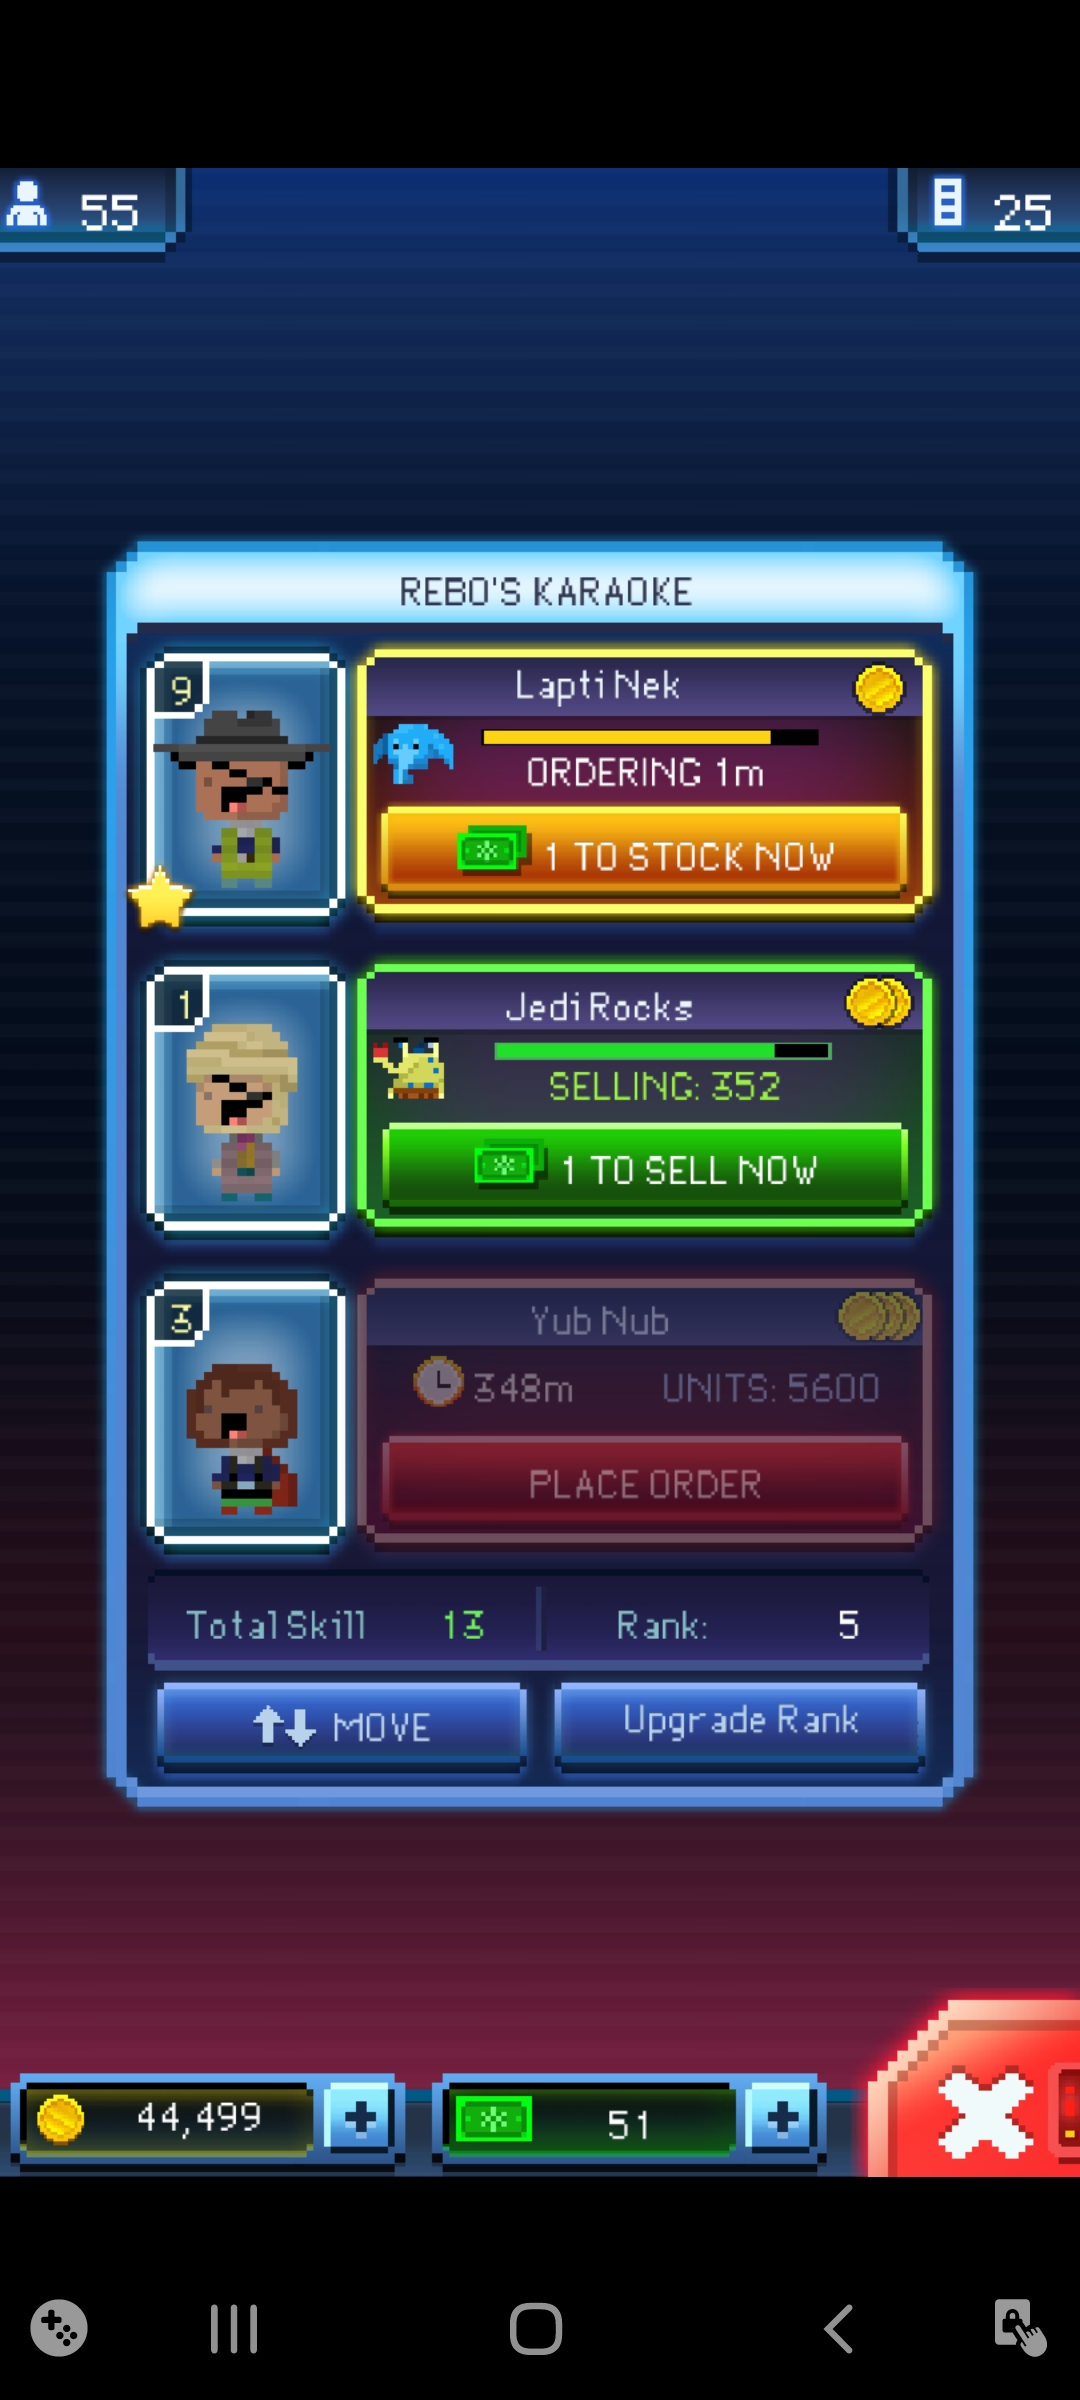 55
25
REBO'S KARAOKE
9
Lapti Nek
ORDERING 1m
1 TO STOCK NOW
1
Jedi Rocks
SELLING: 352
1 TO SELL NOW
3
Yub Nub
348m UNITS: 5600
PLACE ORDER
Total Skill 13 Rank: 5
MOVE Upgrade Rank
44,499 51